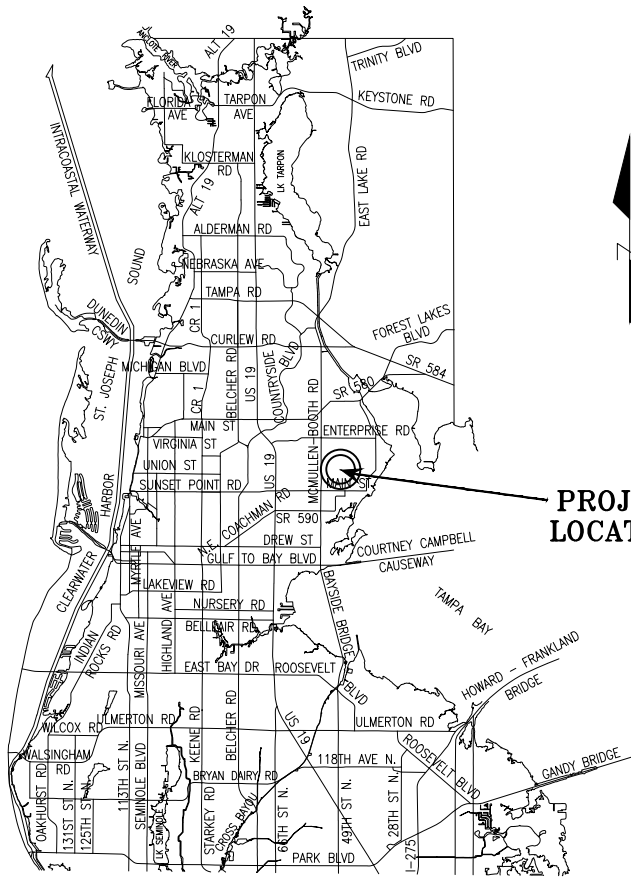 ANCLOTE RIVER
ALT 19
TRINITY BLVD
FLORIDA
AVE
TARPON
AVE
KEYSTONE RD
INTRACOASTAL WATERWAY
KLOSTERMAN
RD
LK TARPON
ALT 19
EAST LAKE RD
ALDERMAN RD
SOUND
NEBRASKA AVE
TAMPA RD
CR 1
DUNEDIN
CSWY
CURLEW RD
FOREST LAKES
BLVD
SR 584
ST. JOSEPH
MICHIGAN BLVD
CR 1
BELCHER RD
US 19
COUNTRYSIDE
BLVD
MCMULLEN-BOOTH RD
SR 580
MAIN ST
ENTERPRISE RD
VIRGINIA ST
UNION ST
SUNSET POINT RD
US 19
MAIN ST
HARBOR
N.E. COACHMAN RD
SR 590
PROJ
LOCAT
MYRTLE AVE
DREW ST
GULF TO BAY BLVD
COURTNEY CAMPBELL
CAUSEWAY
CLEARWATER
LAKEVIEW RD
NURSERY RD
BELLAIR RD
BAYSIDE BRIDGE
TAMPA BAY
INDIAN
ROCKS RD
MISSOURI AVE
HIGHLAND AVE
EAST BAY DR
ROOSEVELT
BLVD
HOWARD - FRANKLAND
BRIDGE
WILCOX RD
ULMERTON RD
KEENE RD
BELCHER RD
US 19
ULMERTON RD
WALSINGHAM
RD
118TH AVE N.
ROOSEVELT BLVD
GANDY BRIDGE
BRYAN DAIRY RD
OAKHURST RD
131ST ST N.
125TH ST N.
113TH ST N.
SEMINOLE BLVD
LK SEMINOLE
STARKEY RD
CROSS BAYOU
66TH ST N.
49TH ST N.
28TH ST N.
I-275
PARK BLVD
N